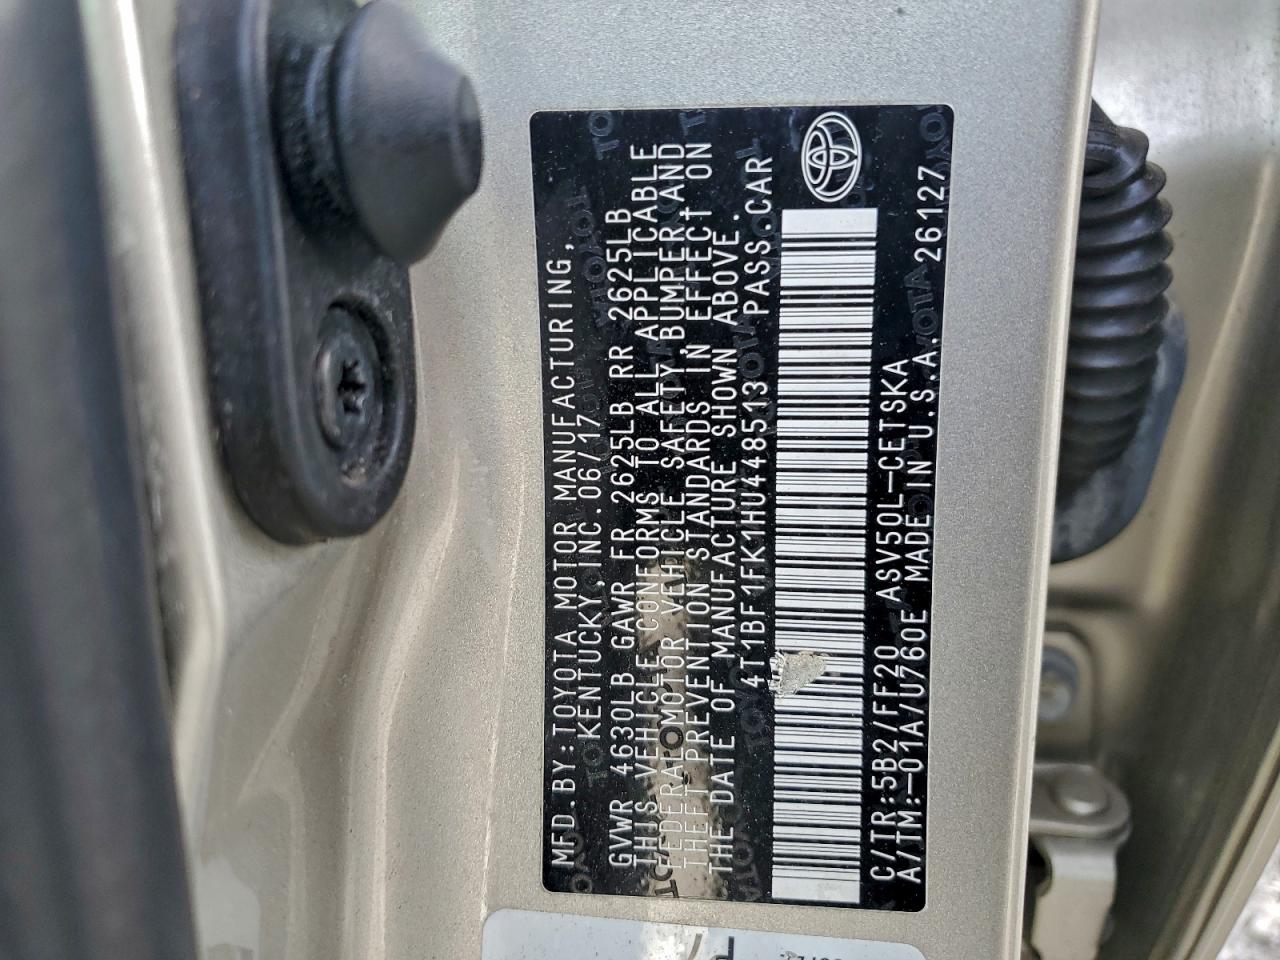 MFD.BY:TOYOTA MOTOR MANUFACTURING,
KENTUCKY,INC.06/17
GVWR 4630LB GAWR FR 2625LB RR 2625LB
THIS VEHICLE CONFORMS TO ALL APPLICABLE
FEDERAL MOTOR VEHICLE SAFETY,BUMPER,AND
THEFT PREVENTION STANDARDS IN EFFECT ON
THE DATE OF MANUFACTURE SHOWN ABOVE.
4T1BF1FK1HU448513 PASS.CAR
C/TR:5B2/FF20 ASV50L-CETSKA
A/TM:-01A/U760E MADE IN U.S.A. 26127